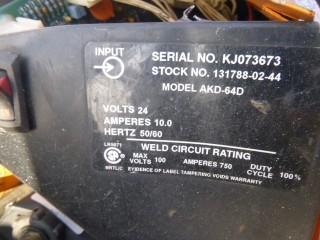 INPUT
SERIAL NO. KJ073673
STOCK NO. 131788-02-44
MODEL AKD-64D
VOLTS 24
AMPERES 10.0
HERTZ 50/60
WELD CIRCUIT RATING
MAX VOLTS 100 AMPERES 750 DUTY CYCLE 100%
NRTL/C EVIDENCE OF LABEL TAMPERING VOIDS WARRANTY